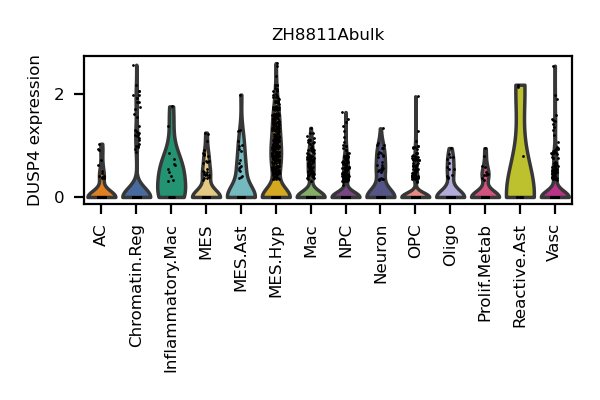 ZH8811Abulk
DUSP4 expression
2
0
AC
Chromatin.Reg
Inflammatory.Mac
MES
MES.Ast
MES.Hyp
Mac
NPC
Neuron
OPC
Oligo
Prolif.Metab
Reactive.Ast
Vasc